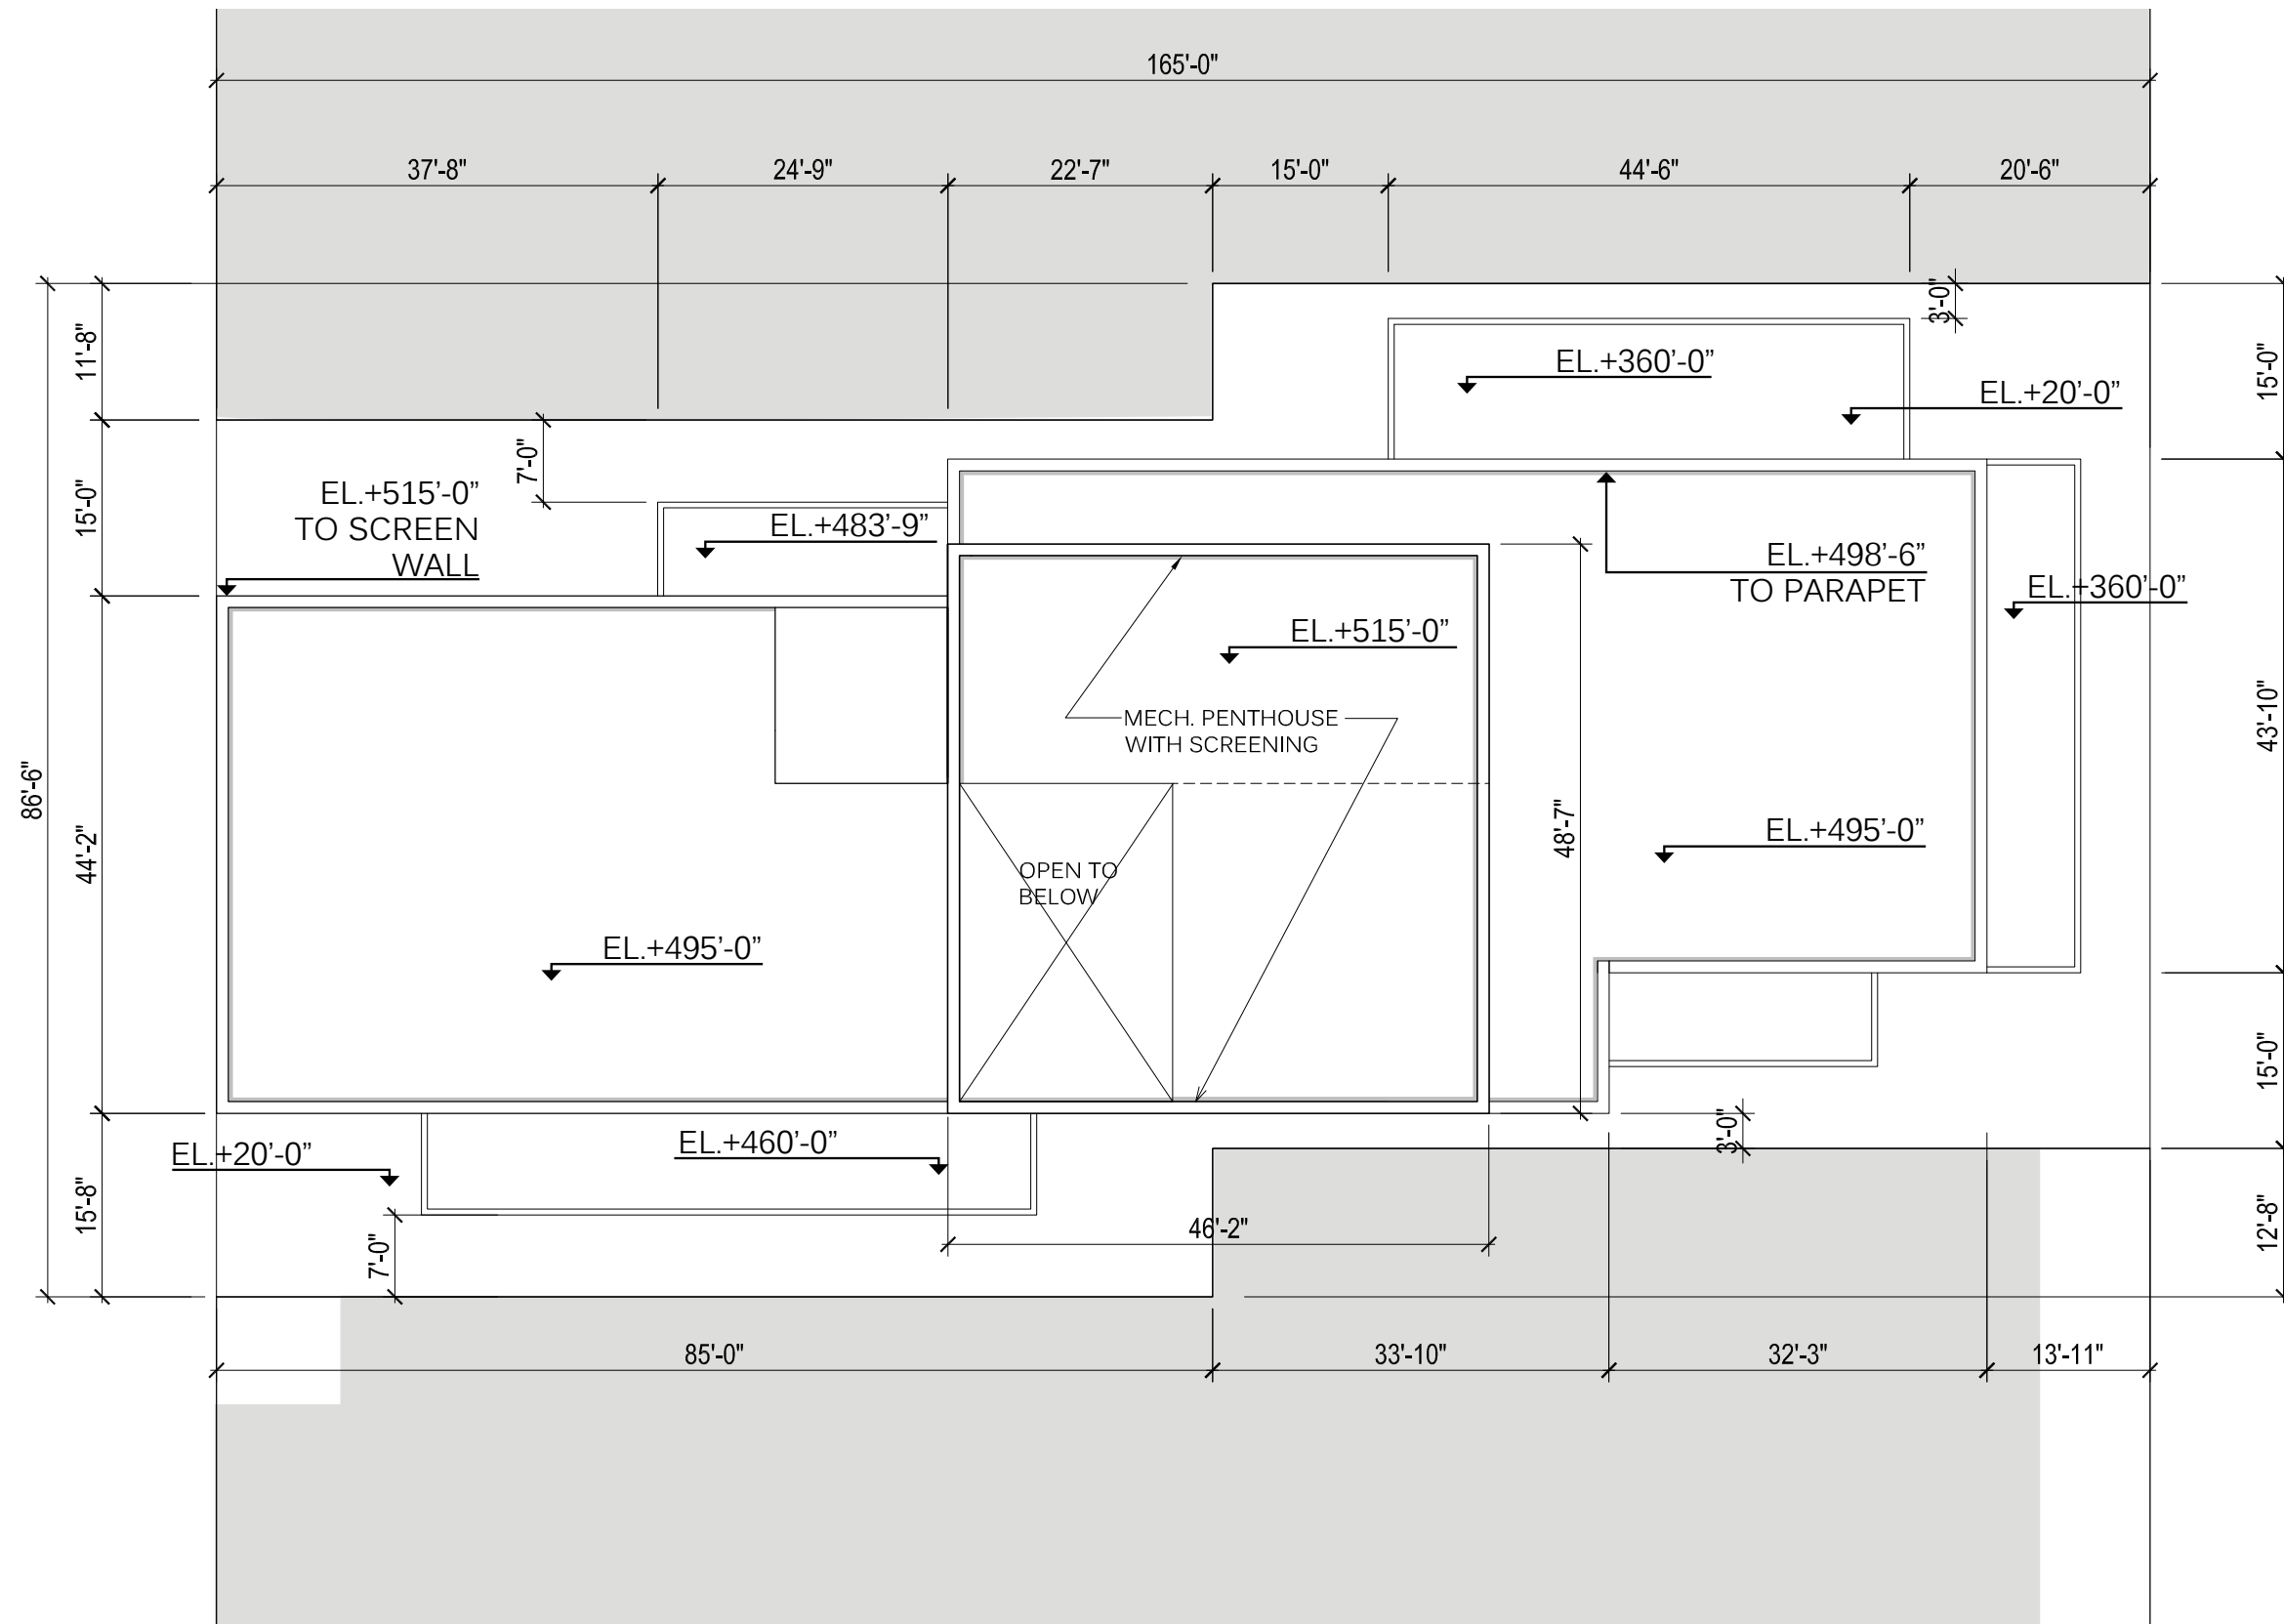 165'-0"
37'-8"
24'-9"
22'-7"
15'-0"
44'-6"
20'-6"
11'-8"
15'-0"
44'-2"
15'-8"
86'-6"
7'-0"
3'-0"
EL.+360’-0”
EL.+20’-0”
15'-0"
EL.+515’-0”
TO SCREEN
WALL
EL.+483’-9”
EL.+498’-6”
TO PARAPET
EL.+360’-0”
EL.+515’-0”
MECH. PENTHOUSE
WITH SCREENING
43'-10"
48'-7"
EL.+495’-0”
OPEN TO
BELOW
EL.+495’-0”
15'-0"
3'-0"
EL.+20’-0”
EL.+460’-0”
7'-0"
46'-2"
12'-8"
85'-0"
33'-10"
32'-3"
13'-11"